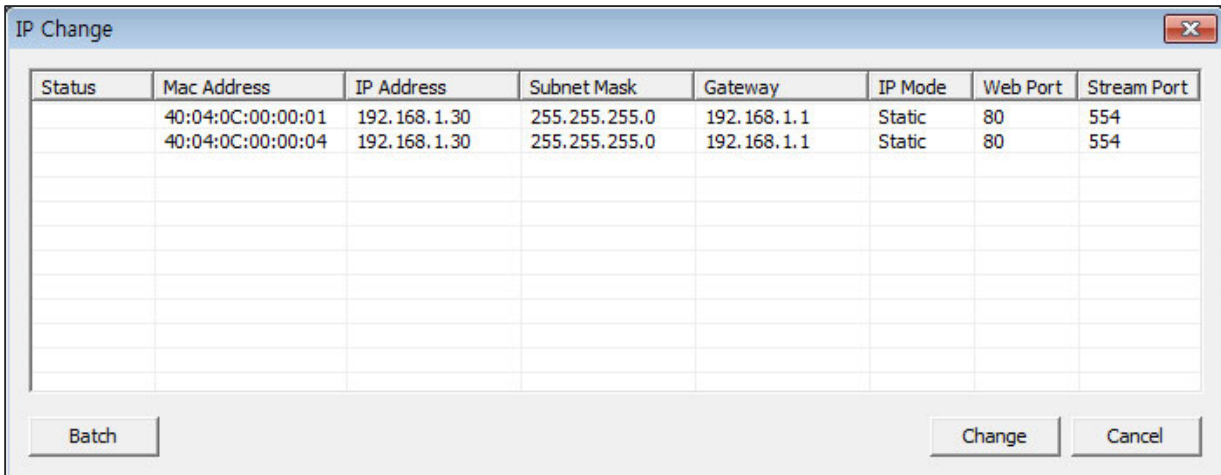 IP Change
Status Mac Address IP Address Subnet Mask Gateway IP Mode Web Port Stream Port
40:04:0C:00:00:01 192.168.1.30 255.255.255.0 192.168.1.1 Static 80 554
40:04:0C:00:00:04 192.168.1.30 255.255.255.0 192.168.1.1 Static 80 554
Batch Change Cancel